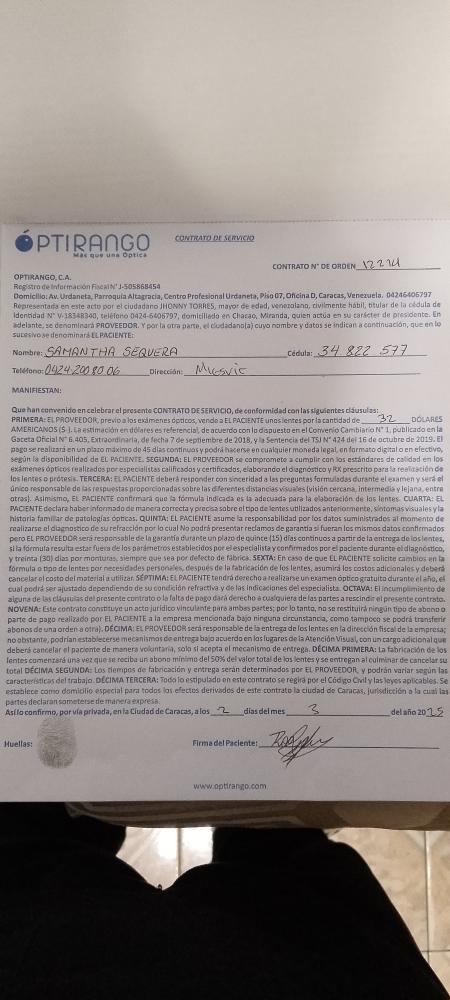 ÓPTIRANGO
Más que una Óptica
CONTRATO DE SERVICIO
CONTRATO N° DE ORDEN 12214
OPTIRANGO, C.A.
Registro de Información Fiscal N° J-505868454
Domicilio: Av. Urdaneta, Parroquia Altagracia, Centro Profesional Urdaneta, Piso 07, Oficina D, Caracas, Venezuela. 04246406797
Representada en este acto por el ciudadano JHONNY TORRES, mayor de edad, venezolano, civilmente hábil, titular de la cédula de
Identidad N° V-18348340, teléfono 0424-6406797, domiciliado en Chacao, Miranda, quien actúa en su carácter de presidente. En
adelante, se denominará PROVEEDOR. Y por la otra parte, el ciudadano(a) cuyo nombre y datos se indican a continuación, que en lo
sucesivo se denominará EL PACIENTE:
Nombre: SAMANTHA SEQUERA Cédula: 34.822.577
Teléfono: 0424.200.80.06 Dirección:
MANIFIESTAN:
Que han convenido en celebrar el presente CONTRATO DE SERVICIO, de conformidad con las siguientes cláusulas:
PRIMERA: EL PROVEEDOR, previo a los exámenes ópticos, vende a EL PACIENTE unos lentes por la cantidad de 32 DÓLARES
AMERICANOS ($-). La estimación en dólares es referencial, de acuerdo con lo dispuesto en el Convenio Cambiario N° 1, publicado en la
Gaceta Oficial N° 6.405, Extraordinaria, de fecha 7 de septiembre de 2018, y la Sentencia del TSJ N° 424 del 16 de octubre de 2019. El
pago se realizará en un plazo máximo de 45 días continuos y podrá hacerse en cualquier moneda legal, en formato digital o en efectivo,
según la disponibilidad de EL PACIENTE. SEGUNDA: EL PROVEEDOR se compromete a cumplir con los estándares de calidad en los
exámenes ópticos realizados por especialistas calificados y certificados, elaborando el diagnóstico y RX prescrito para la realización de
los lentes o prótesis. TERCERA: EL PACIENTE deberá responder con sinceridad a las preguntas formuladas durante el examen y será el
único responsable de las respuestas proporcionadas sobre las diferentes distancias visuales (visión cercana, intermedia y lejana, entre
otras). Asimismo, EL PACIENTE confirmará que la fórmula indicada es la adecuada para la elaboración de los lentes. CUARTA: EL
PACIENTE declara haber informado de manera correcta y precisa sobre el tipo de lentes utilizados anteriormente, síntomas visuales y la
historia familiar de patologías ópticas. QUINTA: EL PACIENTE asume la responsabilidad por los datos suministrados al momento de
realizarse el diagnostico de su refracción por lo cual No podrá presentar reclamos de garantía si fueran los mismos datos confirmados
pero EL PROVEEDOR será responsable de la garantía durante un plazo de quince (15) días continuos a partir de la entrega de los lentes,
si la fórmula resulta estar fuera de los parámetros establecidos por el especialista y confirmados por el paciente durante el diagnóstico,
y treinta (30) días por monturas, siempre que sea por defecto de fábrica. SEXTA: En caso de que EL PACIENTE solicite cambios en la
fórmula o tipo de lentes por necesidades personales, después de la fabricación de los lentes, asumirá los costos adicionales y deberá
cancelar el costo del material a utilizar. SÉPTIMA: EL PACIENTE tendrá derecho a realizarse un examen óptico gratuito durante el año, el
cual podrá ser ajustado dependiendo de su condición refractiva y de las indicaciones del especialista. OCTAVA: El incumplimiento de
alguna de las cláusulas del presente contrato o la falta de pago dará derecho a cualquiera de las partes a rescindir el presente contrato.
NOVENA: Este contrato constituye un acto jurídico vinculante para ambas partes; por lo tanto, no se restituirá ningún tipo de abono o
parte de pago realizado por EL PACIENTE a la empresa mencionada bajo ninguna circunstancia, como tampoco se podrá transferir
abonos de una orden a otra). DÉCIMA: EL PROVEEDOR será responsable de la entrega de los lentes en la dirección fiscal de la empresa;
no obstante, podrían establecerse mecanismos de entrega bajo acuerdo en los lugares de la Atención Visual, con un cargo adicional que
deberá cancelar el paciente de manera voluntaria, solo si acepta el mecanismo de entrega. DÉCIMA PRIMERA: La fabricación de los
lentes comenzará una vez que se reciba un abono mínimo del 50% del valor total de los lentes y se entregan al culminar de cancelar su
total DÉCIMA SEGUNDA: Los tiempos de fabricación y entrega serán determinados por EL PROVEEDOR, y podrán variar según las
características del trabajo. DÉCIMA TERCERA: Todo lo estipulado en este contrato se regirá por el Código Civil y las leyes aplicables. Se
establece como domicilio especial para todos los efectos derivados de este contrato la ciudad de Caracas, jurisdicción a la cual las
partes declaran someterse de manera expresa.
Así lo confirmo, por vía privada, en la Ciudad de Caracas, a los 2 días del mes 3 del año 2025
Huellas: Firma del Paciente:
www.optirango.com